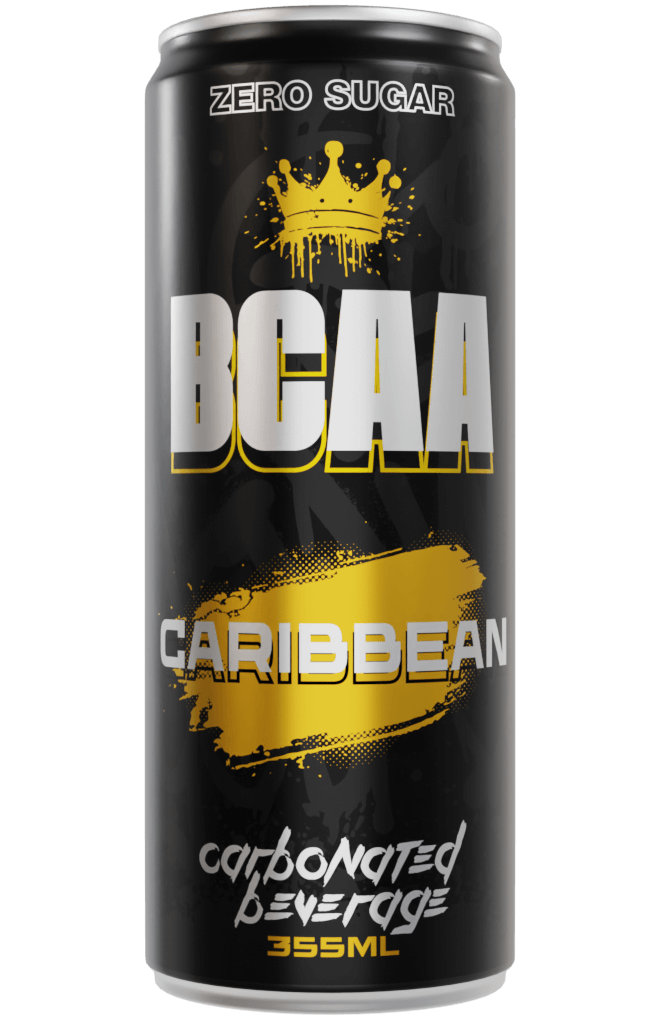 ZERO SUGAR
BCAA
CARIBBEAN
carbonated
beverage
355ML